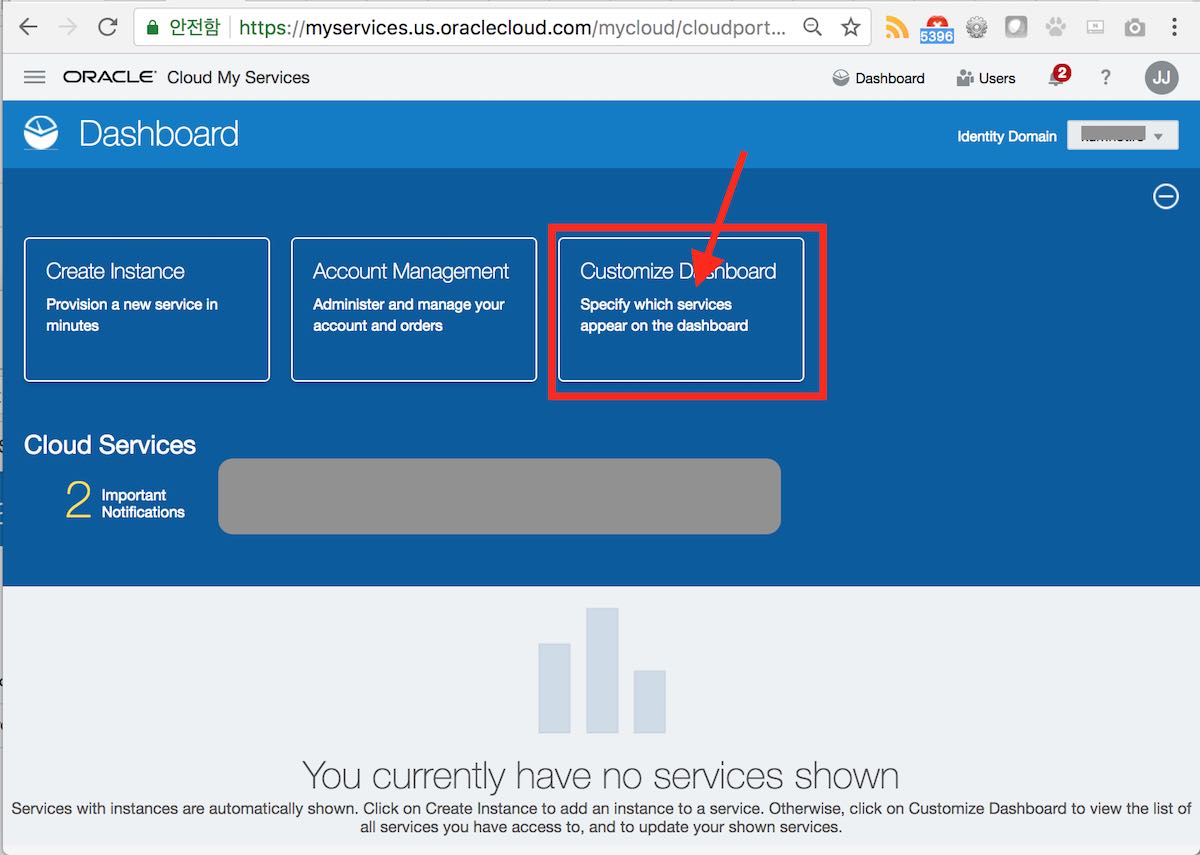 안전함 https://myservices.us.oraclecloud.com/mycloud/cloudport...
5396
ORACLE Cloud My Services
Dashboard
Users
2
?
JJ
Dashboard
Identity Domain
Create Instance
Provision a new service in
minutes
Account Management
Administer and manage your
account and orders
Customize Dashboard
Specify which services
appear on the dashboard
Cloud Services
2
Important
Notifications
You currently have no services shown
Services with instances are automatically shown. Click on Create Instance to add an instance to a service. Otherwise, click on Customize Dashboard to view the list of
all services you have access to, and to update your shown services.